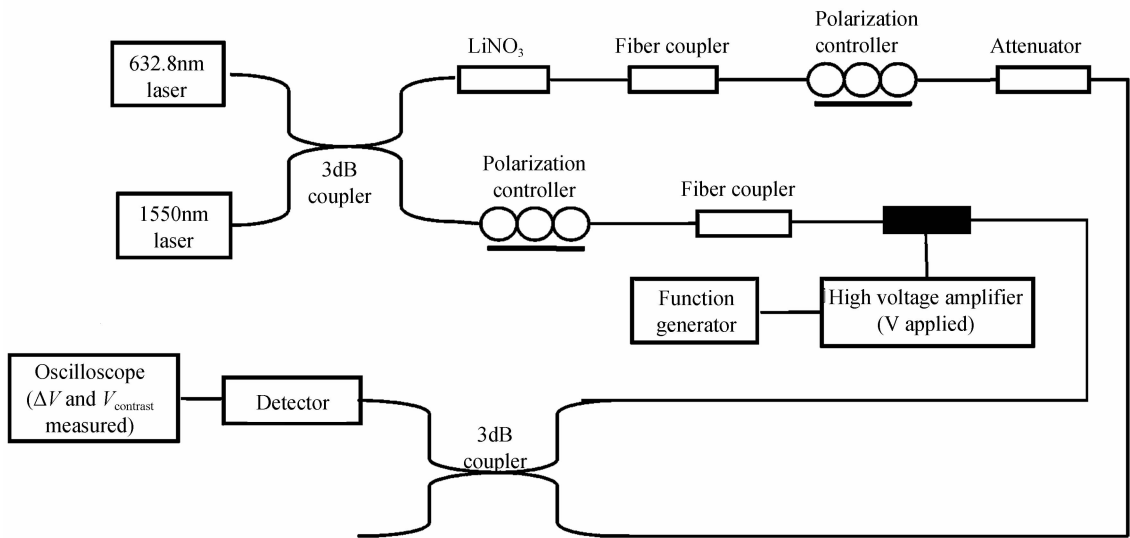 632.8nm
laser
LiNO₃
Fiber coupler
Polarization
controller
Attenuator
3dB
coupler
Polarization
controller
Fiber coupler
1550nm
laser
Function
generator
High voltage amplifier
(V applied)
Oscilloscope
(ΔV and V_contrast
measured)
Detector
3dB
coupler